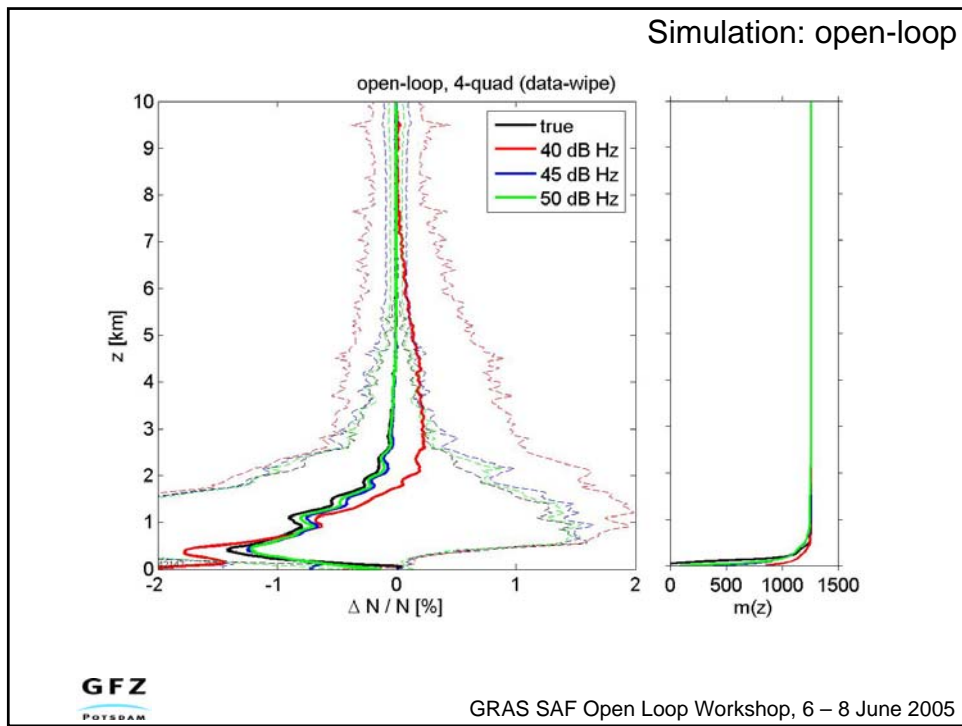 Simulation: open-loop
open-loop, 4-quad (data-wipe)
true
40 dB Hz
45 dB Hz
50 dB Hz
10
9
8
7
6
5
4
3
2
1
0
z [km]
-2 -1 0 1 2
Δ N / N [%]
0 500 1000 1500
m(z)
GFZ
POTSDAM
GRAS SAF Open Loop Workshop, 6 – 8 June 2005